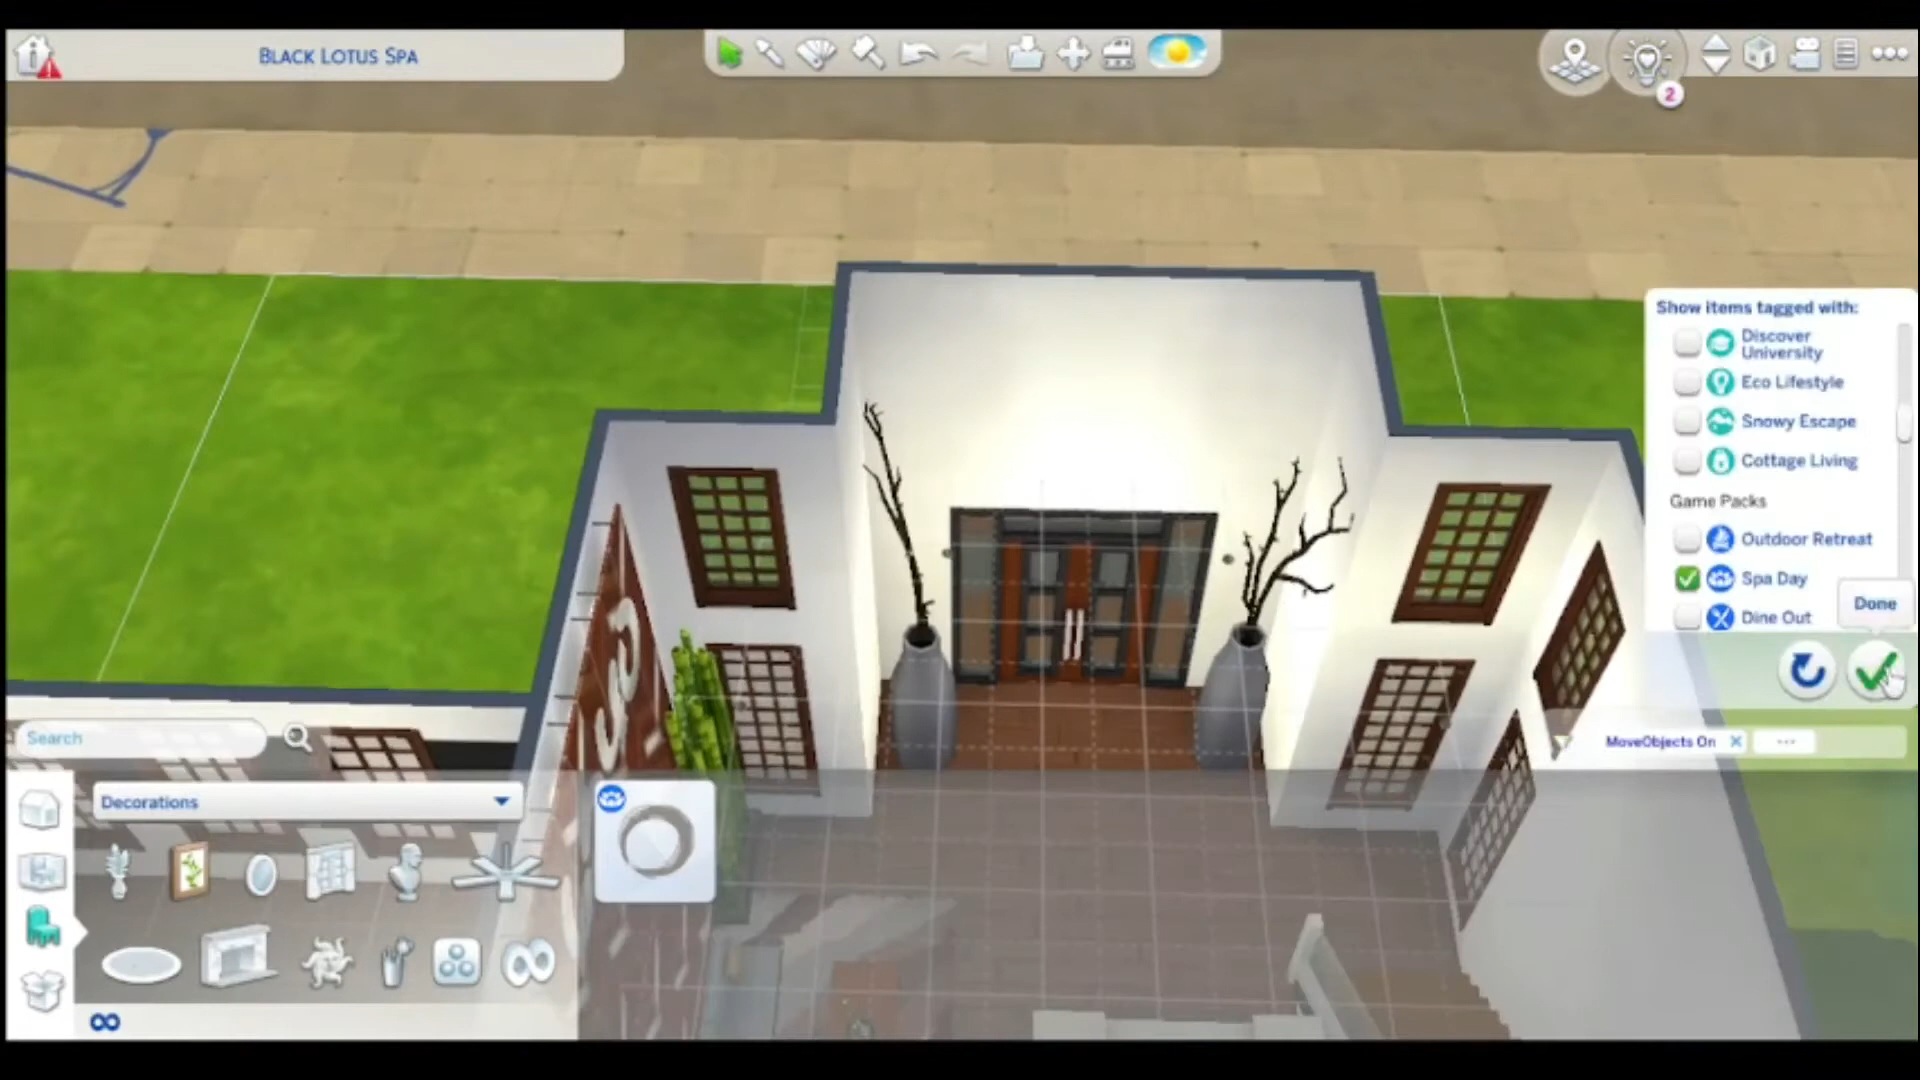 BLACK LOTUS SPA
2
Show items tagged with:
Discover
University
Eco Lifestyle
Snowy Escape
Cottage Living
Game Packs
Outdoor Retreat
Spa Day
Dine Out
Done
MoveObjects On
Search
Decorations